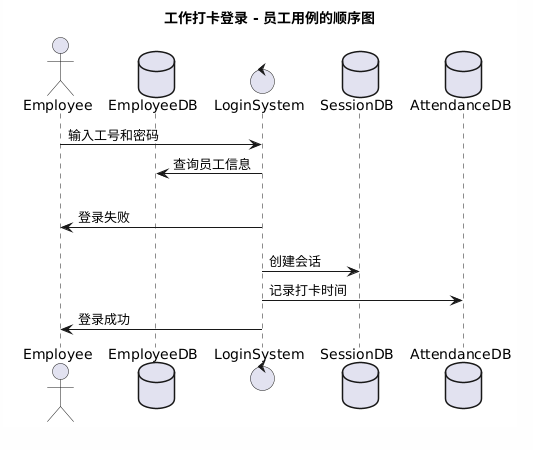 工作打卡登录 - 员工用例的顺序图
Employee EmployeeDB LoginSystem SessionDB AttendanceDB
输入工号和密码
查询员工信息
登录失败
创建会话
记录打卡时间
登录成功
Employee EmployeeDB LoginSystem SessionDB AttendanceDB